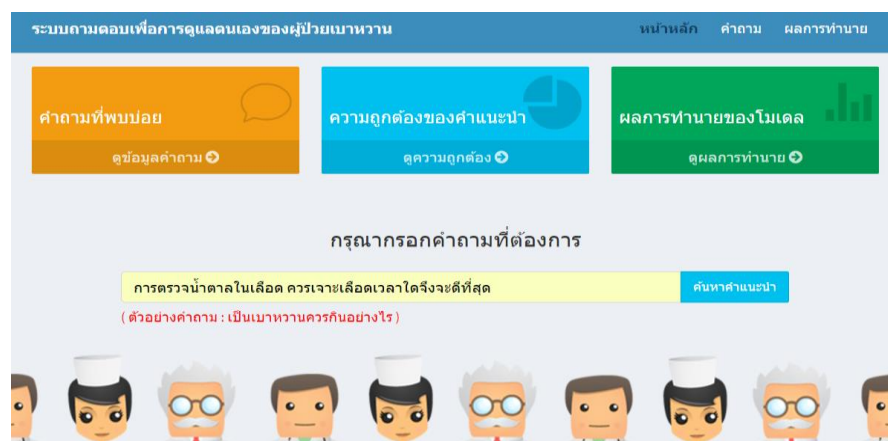 ระบบถามตอบเพื่อการดูแลตนเองของผู้ป่วยเบาหวาน
หน้าหลัก คำถาม ผลการทำนาย
คำถามที่พบบ่อย
ดูข้อมูลคำถาม
ความถูกต้องของคำแนะนำ
ดูความถูกต้อง
ผลการทำนายของโมเดล
ดูผลการทำนาย
กรุณากรอกคำถามที่ต้องการ
การตรวจน้ำตาลในเลือด ควรเจาะเลือดเวลาใดจึงจะดีที่สุด
ค้นหาคำแนะนำ
( ตัวอย่างคำถาม : เป็นเบาหวานควรกินอย่างไร )